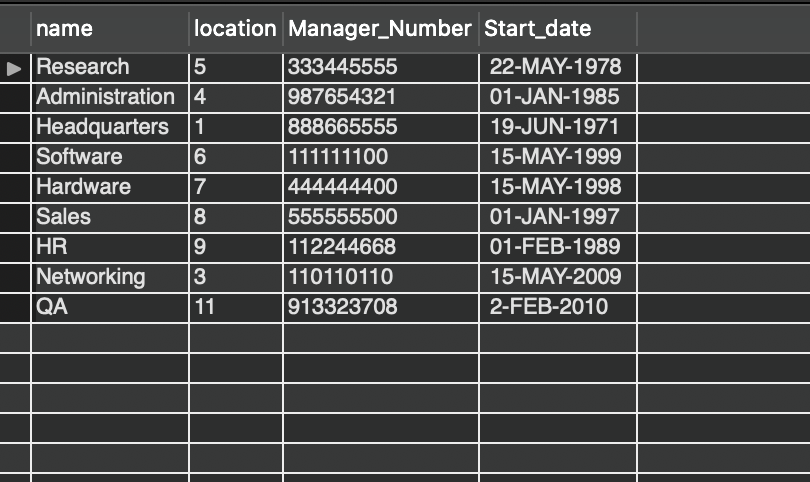 name location Manager_Number Start_date
Research 5 333445555 22-MAY-1978
Administration 4 987654321 01-JAN-1985
Headquarters 1 888665555 19-JUN-1971
Software 6 111111100 15-MAY-1999
Hardware 7 444444400 15-MAY-1998
Sales 8 555555500 01-JAN-1997
HR 9 112244668 01-FEB-1989
Networking 3 110110110 15-MAY-2009
QA 11 913323708 2-FEB-2010